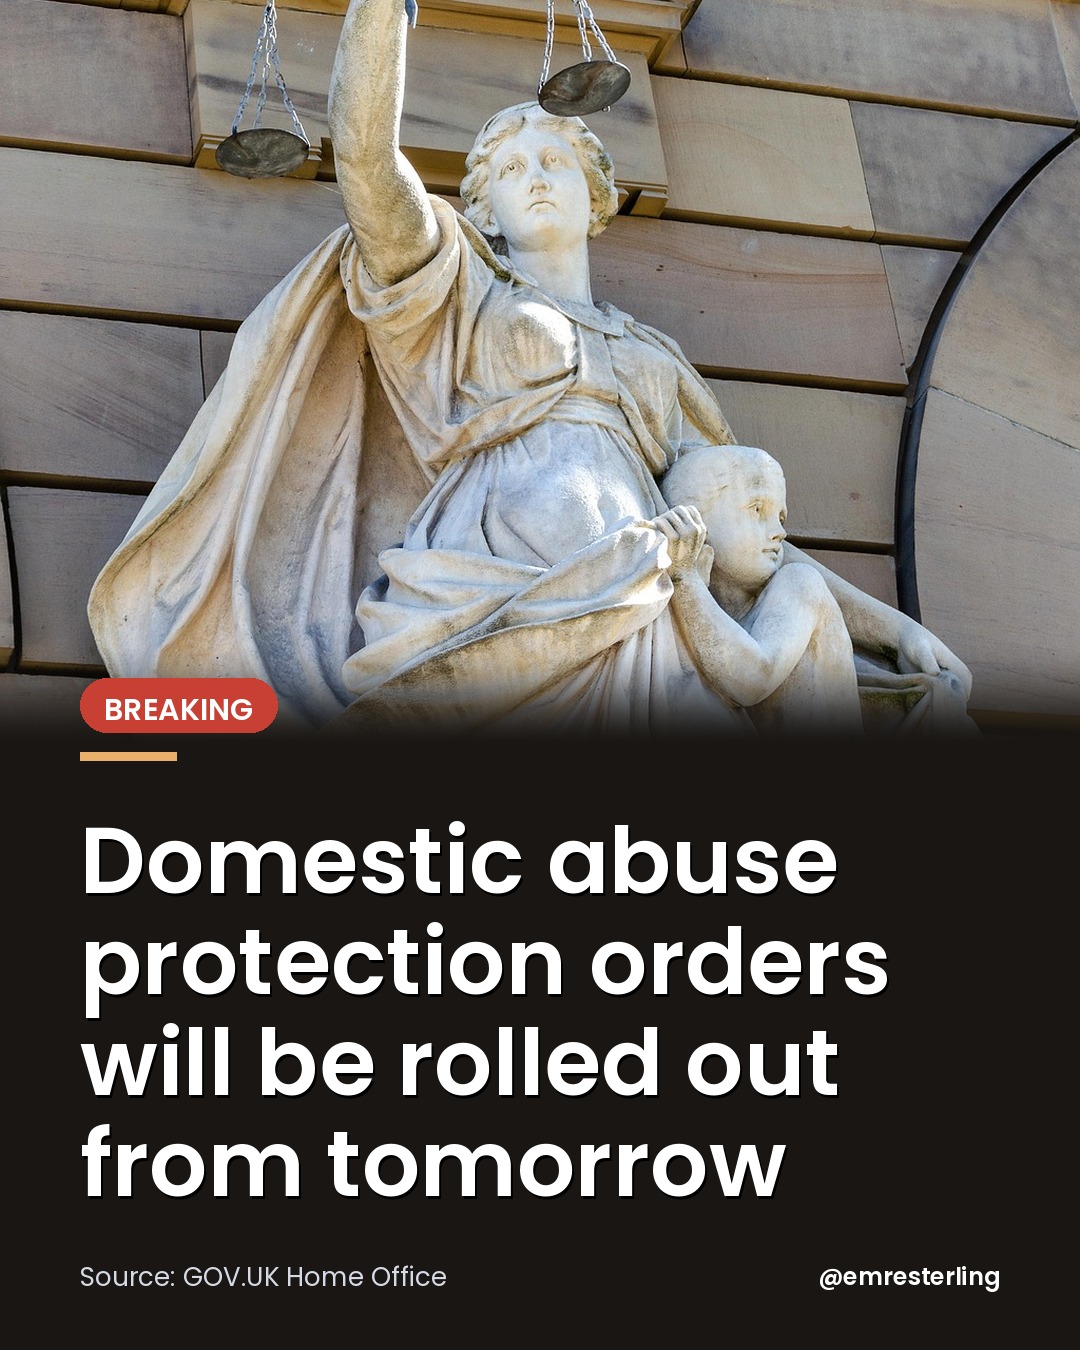 BREAKING
Domestic abuse
protection orders
will be rolled out
from tomorrow
Source: GOV.UK Home Office
@emresterling